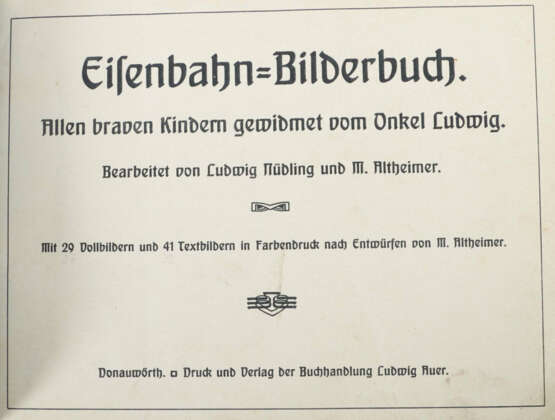 Eiſenbahn=Bilderbuch.
Allen braven Kindern gewidmet vom Onkel Ludwig.
Bearbeitet von Ludwig Nübling und M. Altheimer.
Mit 29 Vollbildern und 41 Textbildern in Farbendruck nach Entwürfen von M. Altheimer.
Donauwörth. ◘ Druck und Verlag der Buchhandlung Ludwig Auer.